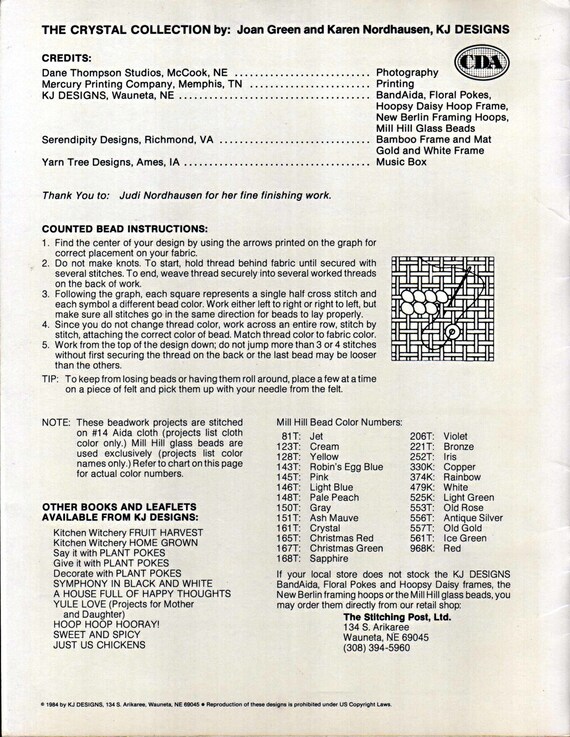 THE CRYSTAL COLLECTION by: Joan Green and Karen Nordhausen, KJ DESIGNS
CREDITS:
CDA
Dane Thompson Studios, McCook, NE ........................... Photography
Mercury Printing Company, Memphis, TN ........................ Printing
KJ DESIGNS, Wauneta, NE ...................................... BandAida, Floral Pokes,
Hoopsy Daisy Hoop Frame,
New Berlin Framing Hoops,
Mill Hill Glass Beads
Serendipity Designs, Richmond, VA ............................. Bamboo Frame and Mat
Gold and White Frame
Yarn Tree Designs, Ames, IA .................................... Music Box
Thank You to: Judi Nordhausen for her fine finishing work.
COUNTED BEAD INSTRUCTIONS:
1. Find the center of your design by using the arrows printed on the graph for
correct placement on your fabric.
2. Do not make knots. To start, hold thread behind fabric until secured with
several stitches. To end, weave thread securely into several worked threads
on the back of work.
3. Following the graph, each square represents a single half cross stitch and
each symbol a different bead color. Work either left to right or right to left, but
make sure all stitches go in the same direction for beads to lay properly.
4. Since you do not change thread color, work across an entire row, stitch by
stitch, attaching the correct color of bead. Match thread color to fabric color.
5. Work from the top of the design down; do not jump more than 3 or 4 stitches
without first securing the thread on the back or the last bead may be looser
than the others.
TIP: To keep from losing beads or having them roll around, place a few at a time
on a piece of felt and pick them up with your needle from the felt.
NOTE: These beadwork projects are stitched
on #14 Aida cloth (projects list cloth
color only.) Mill Hill glass beads are
used exclusively (projects list color
names only.) Refer to chart on this page
for actual color numbers.
OTHER BOOKS AND LEAFLETS
AVAILABLE FROM KJ DESIGNS:
Kitchen Witchery FRUIT HARVEST
Kitchen Witchery HOME GROWN
Say it with PLANT POKES
Give it with PLANT POKES
Decorate with PLANT POKES
SYMPHONY IN BLACK AND WHITE
A HOUSE FULL OF HAPPY THOUGHTS
YULE LOVE (Projects for Mother
and Daughter)
HOOP HOOP HOORAY!
SWEET AND SPICY
JUST US CHICKENS
Mill Hill Bead Color Numbers:
81T: Jet
123T: Cream
128T: Yellow
143T: Robin's Egg Blue
145T: Pink
146T: Light Blue
148T: Pale Peach
150T: Gray
151T: Ash Mauve
161T: Crystal
165T: Christmas Red
167T: Christmas Green
168T: Sapphire
206T: Violet
221T: Bronze
252T: Iris
330K: Copper
374K: Rainbow
479K: White
525K: Light Green
553T: Old Rose
556T: Antique Silver
557T: Old Gold
561T: Ice Green
968K: Red
If your local store does not stock the KJ DESIGNS
BandAida, Floral Pokes and Hoopsy Daisy frames, the
New Berlin framing hoops or the Mill Hill glass beads, you
may order them directly from our retail shop:
The Stitching Post, Ltd.
134 S. Arikaree
Wauneta, NE 69045
(308) 394-5960
© 1984 by KJ DESIGNS, 134 S. Arikaree, Wauneta, NE 69045 • Reproduction of these designs is prohibited under US Copyright Laws.